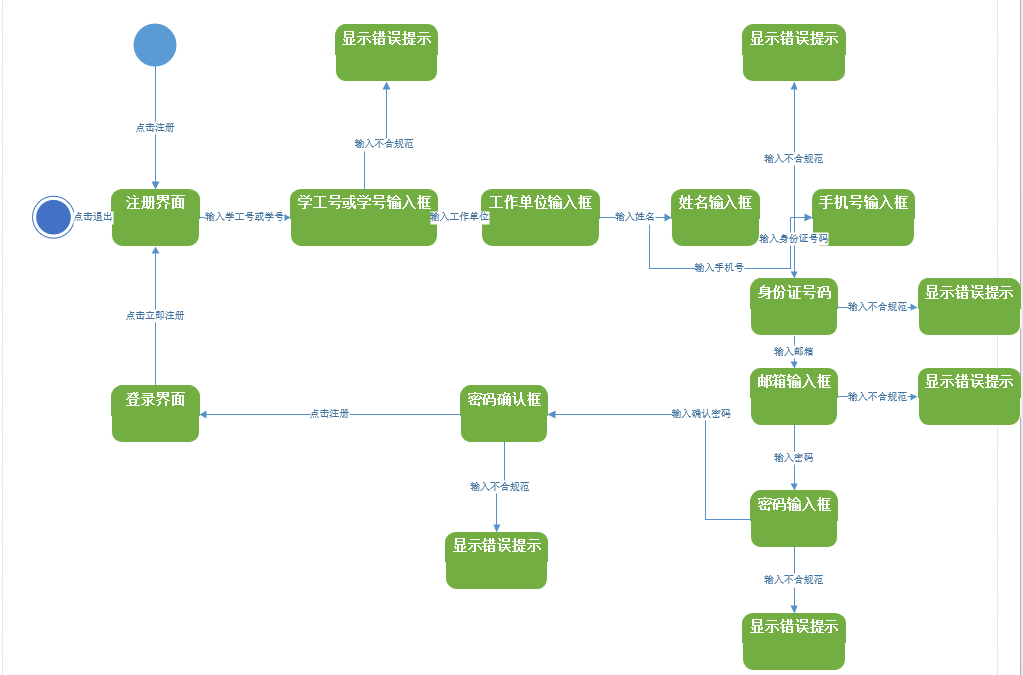 显示错误提示
显示错误提示
点击注册
输入不合规范
输入不合规范
注册界面
学工号或学号输入框
工作单位输入框
姓名输入框
手机号输入框
点击退出
输入学工号或学号
输入工作单位
输入姓名
输入身份证号码
输入手机号
身份证号码
输入不合规范
显示错误提示
点击立即注册
输入邮箱
邮箱输入框
输入不合规范
显示错误提示
登录界面
点击注册
密码确认框
输入确认密码
输入密码
输入不合规范
密码输入框
显示错误提示
输入不合规范
显示错误提示